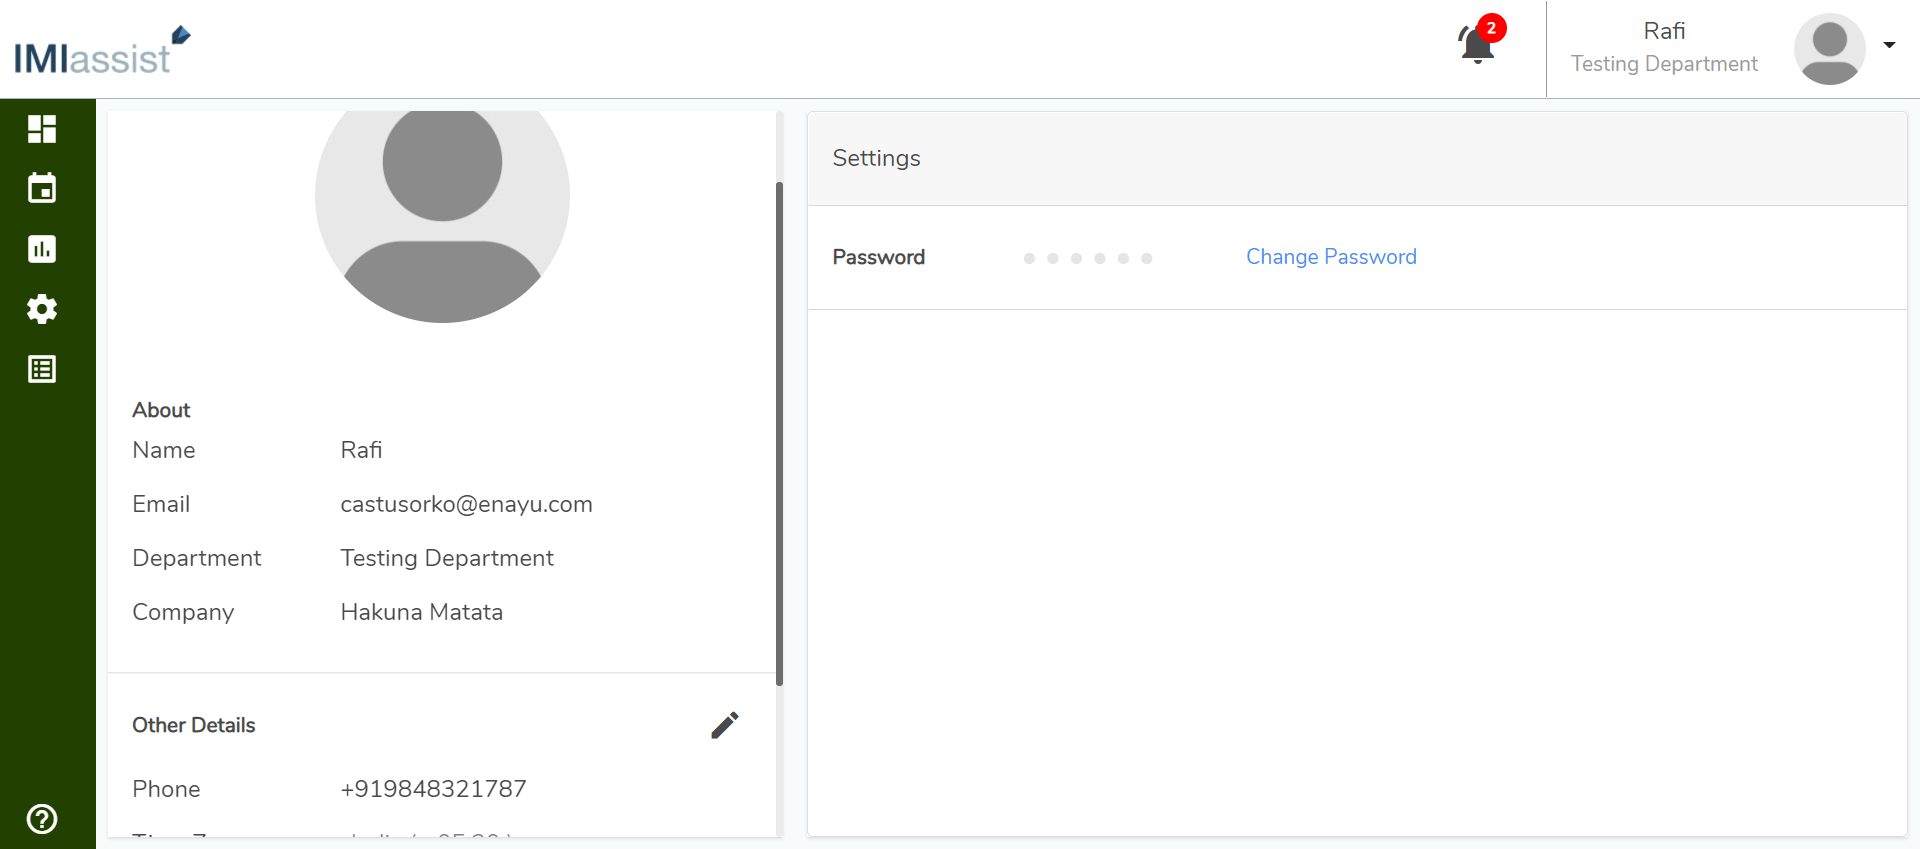 IMIassist
2
Rafi
Testing Department
Settings
Password
Change Password
About
Name Rafi
Email castusorko@enayu.com
Department Testing Department
Company Hakuna Matata
Other Details
Phone +919848321787